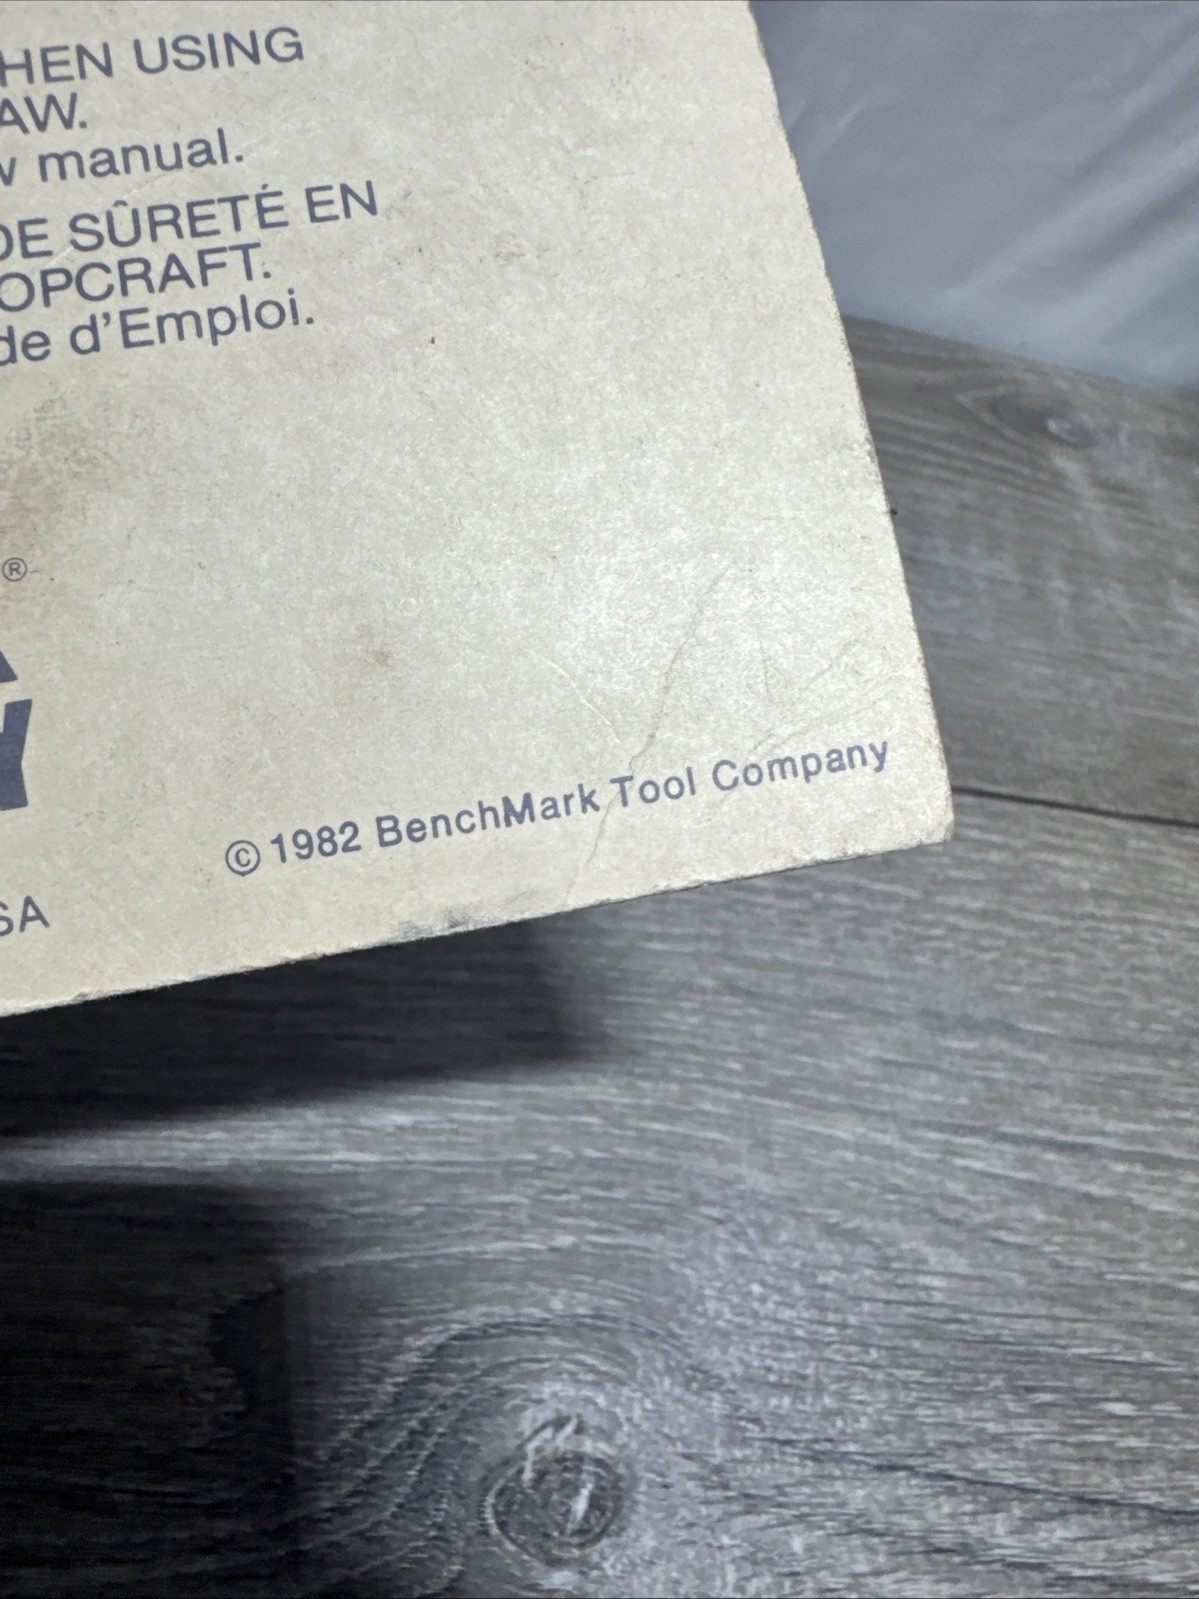 HEN USING
AW.
w manual.
DE SÛRETÉ EN
OPCRAFT.
de d'Emploi.
®
A
Y
© 1982 BenchMark Tool Company
SA